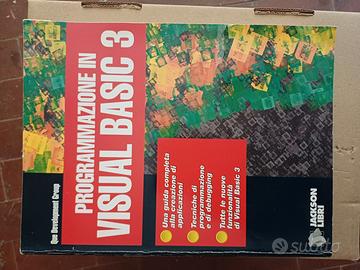 Que Development Group
PROGRAMMAZIONE IN
VISUAL BASIC 3
Una guida completa
alla creazione di
applicazioni
Tecniche di
programmazione
e di debugging
Tutte le nuove
funzionalità
di Visual Basic 3
JACKSON
LIBRI
subito